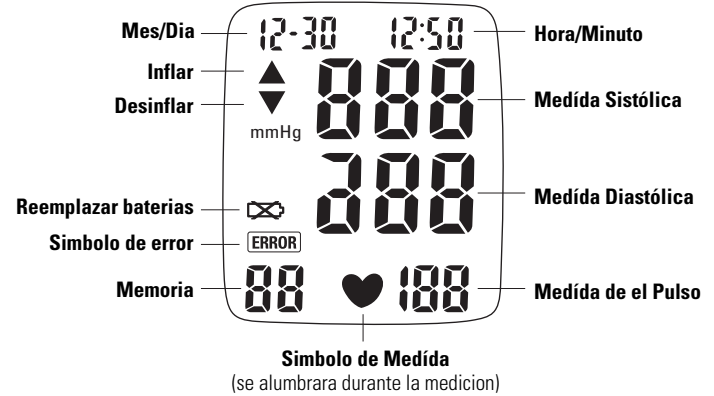 Mes/Dia 12-30 12:50 Hora/Minuto
Inflar
888 Medída Sistólica
Desinflar
mmHg
288 Medída Diastólica
Reemplazar baterias
Simbolo de error ERROR
Memoria 88 188 Medída de el Pulso
Simbolo de Medída
(se alumbrara durante la medicion)